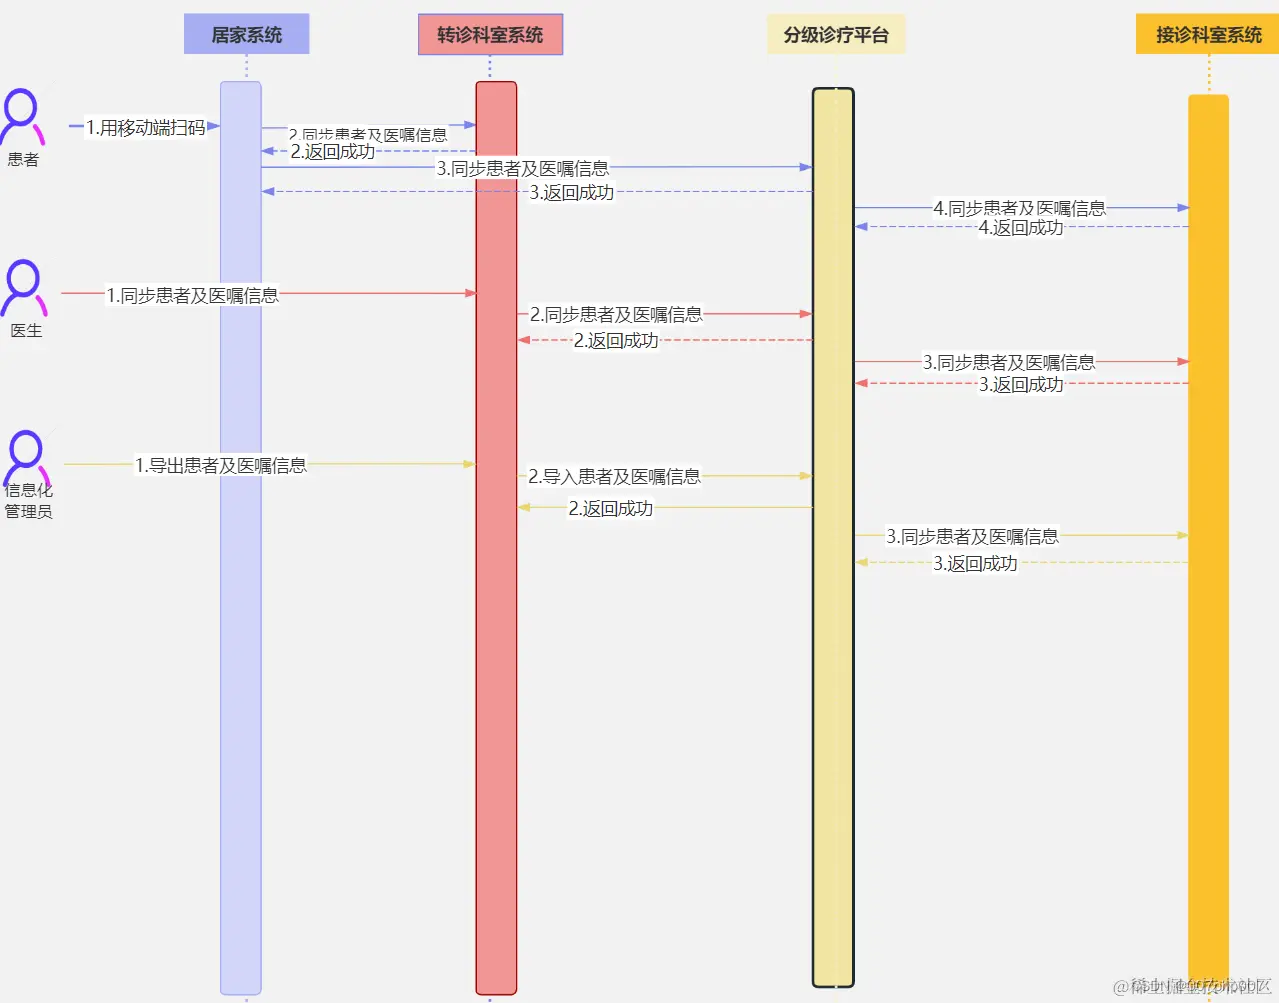 居家系统
转诊科室系统
分级诊疗平台
接诊科室系统
患者
1.用移动端扫码
2.同步患者及医嘱信息
2.返回成功
3.同步患者及医嘱信息
3.返回成功
4.同步患者及医嘱信息
4.返回成功
医生
1.同步患者及医嘱信息
2.同步患者及医嘱信息
2.返回成功
3.同步患者及医嘱信息
3.返回成功
信息化
管理员
1.导出患者及医嘱信息
2.导入患者及医嘱信息
2.返回成功
3.同步患者及医嘱信息
3.返回成功
@稀土掘金技术社区